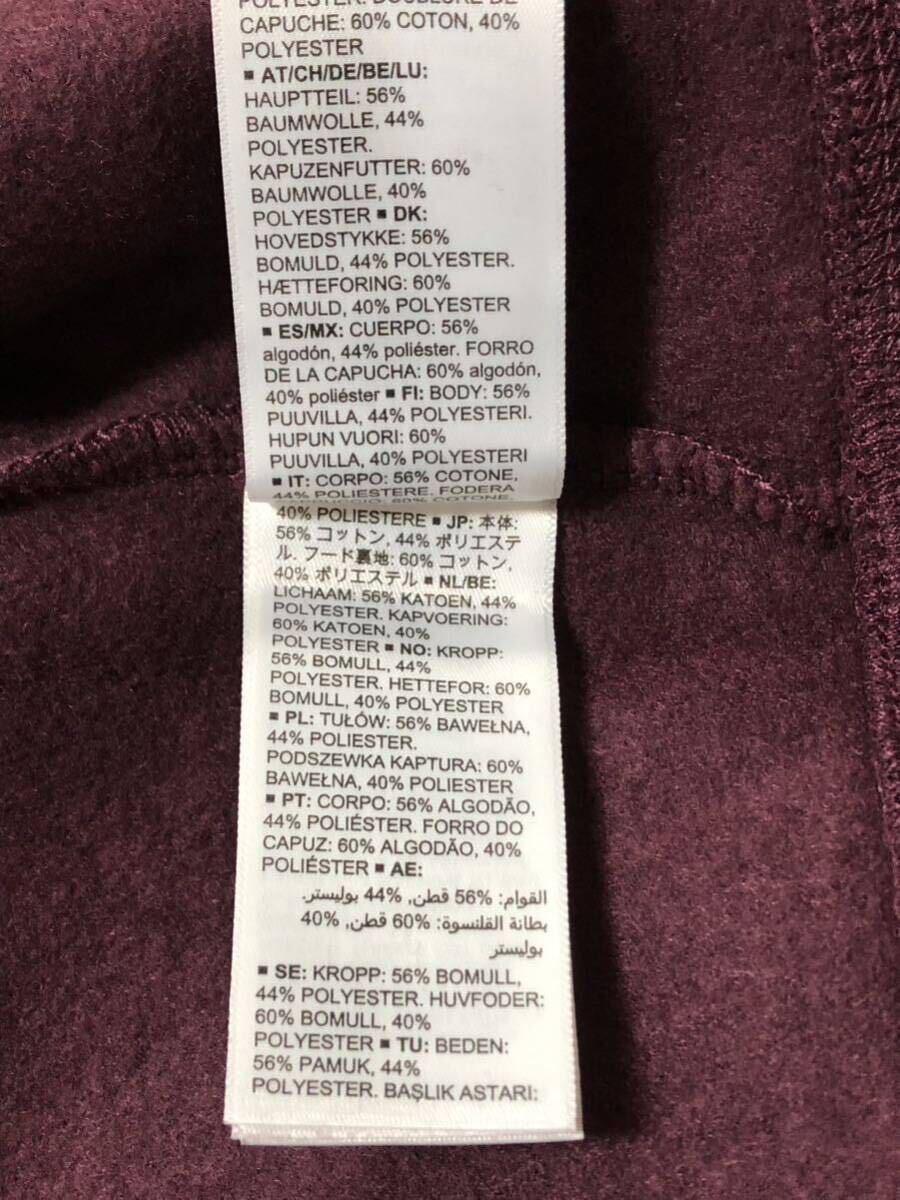 POLYESTER. DOUBLURE DE
CAPUCHE: 60% COTON, 40%
POLYESTER
■ AT/CH/DE/BE/LU:
HAUPTTEIL: 56%
BAUMWOLLE, 44%
POLYESTER.
KAPUZENFUTTER: 60%
BAUMWOLLE, 40%
POLYESTER ■ DK:
HOVEDSTYKKE: 56%
BOMULD, 44% POLYESTER.
HÆTTEFORING: 60%
BOMULD, 40% POLYESTER
■ ES/MX: CUERPO: 56%
algodón, 44% poliéster. FORRO
DE LA CAPUCHA: 60% algodón,
40% poliéster ■ FI: BODY: 56%
PUUVILLA, 44% POLYESTERI.
HUPUN VUORI: 60%
PUUVILLA, 40% POLYESTERI
■ IT: CORPO: 56% COTONE,
44% POLIESTERE. FODERA
CAPPUCCIO: 60% COTONE,
40% POLIESTERE ■ JP: 本体:
56% コットン, 44% ポリエステ
ル. フード裏地: 60% コットン,
40% ポリエステル ■ NL/BE:
LICHAAM: 56% KATOEN, 44%
POLYESTER. KAPVOERING:
60% KATOEN, 40%
POLYESTER ■ NO: KROPP:
56% BOMULL, 44%
POLYESTER. HETTEFOR: 60%
BOMULL, 40% POLYESTER
■ PL: TUŁÓW: 56% BAWEŁNA,
44% POLIESTER.
PODSZEWKA KAPTURA: 60%
BAWEŁNA, 40% POLIESTER
■ PT: CORPO: 56% ALGODÃO,
44% POLIÉSTER. FORRO DO
CAPUZ: 60% ALGODÃO, 40%
POLIÉSTER ■ AE:
القوام: 56% قطن, 44% بوليستر.
بطانة القلنسوة: 60% قطن, 40%
بوليستر
■ SE: KROPP: 56% BOMULL,
44% POLYESTER. HUVFODER:
60% BOMULL, 40%
POLYESTER ■ TU: BEDEN:
56% PAMUK, 44%
POLYESTER. BAŞLIK ASTARI: